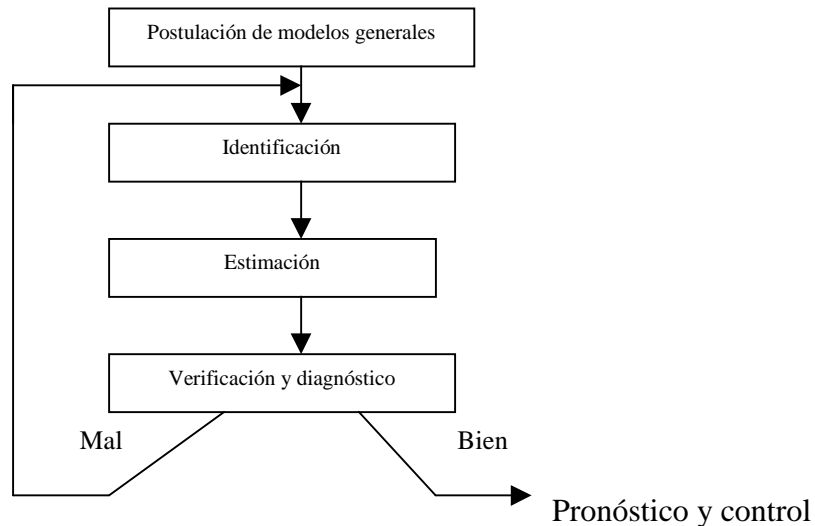 Postulación de modelos generales
Identificación
Estimación
Verificación y diagnóstico
Mal
Bien
Pronóstico y control